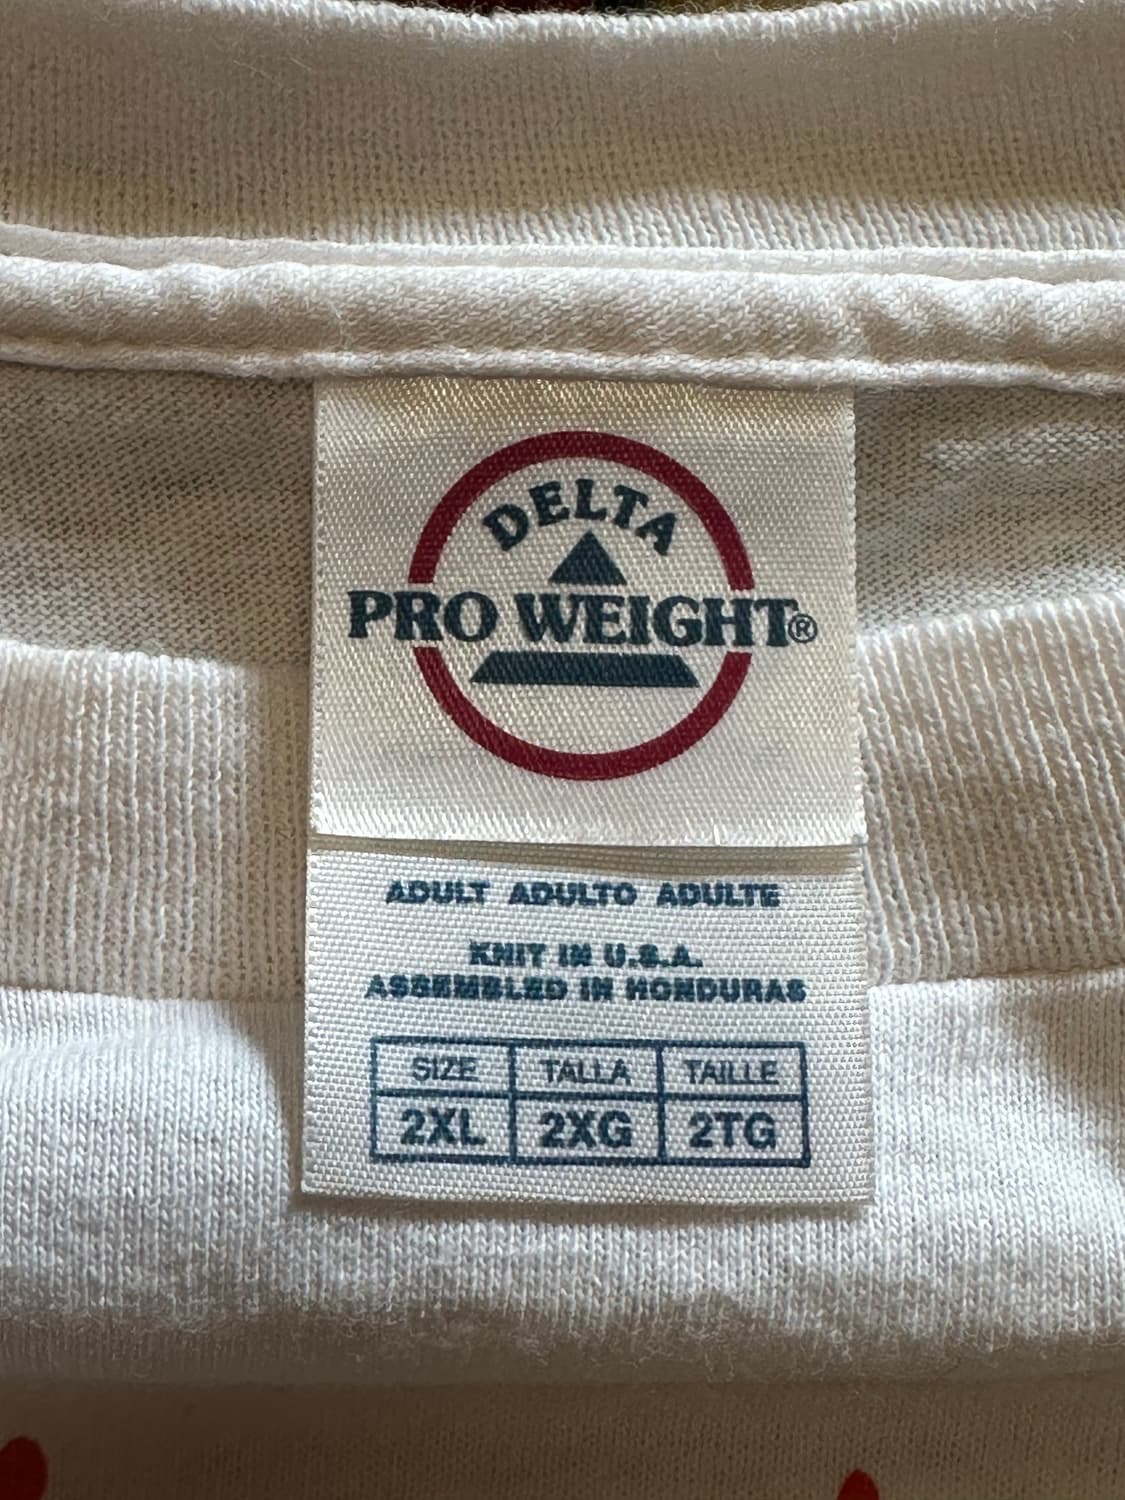 DELTA
PRO WEIGHT®
ADULT ADULTO ADULTE
KNIT IN U.S.A.
ASSEMBLED IN HONDURAS
SIZE TALLA TAILLE
2XL 2XG 2TG